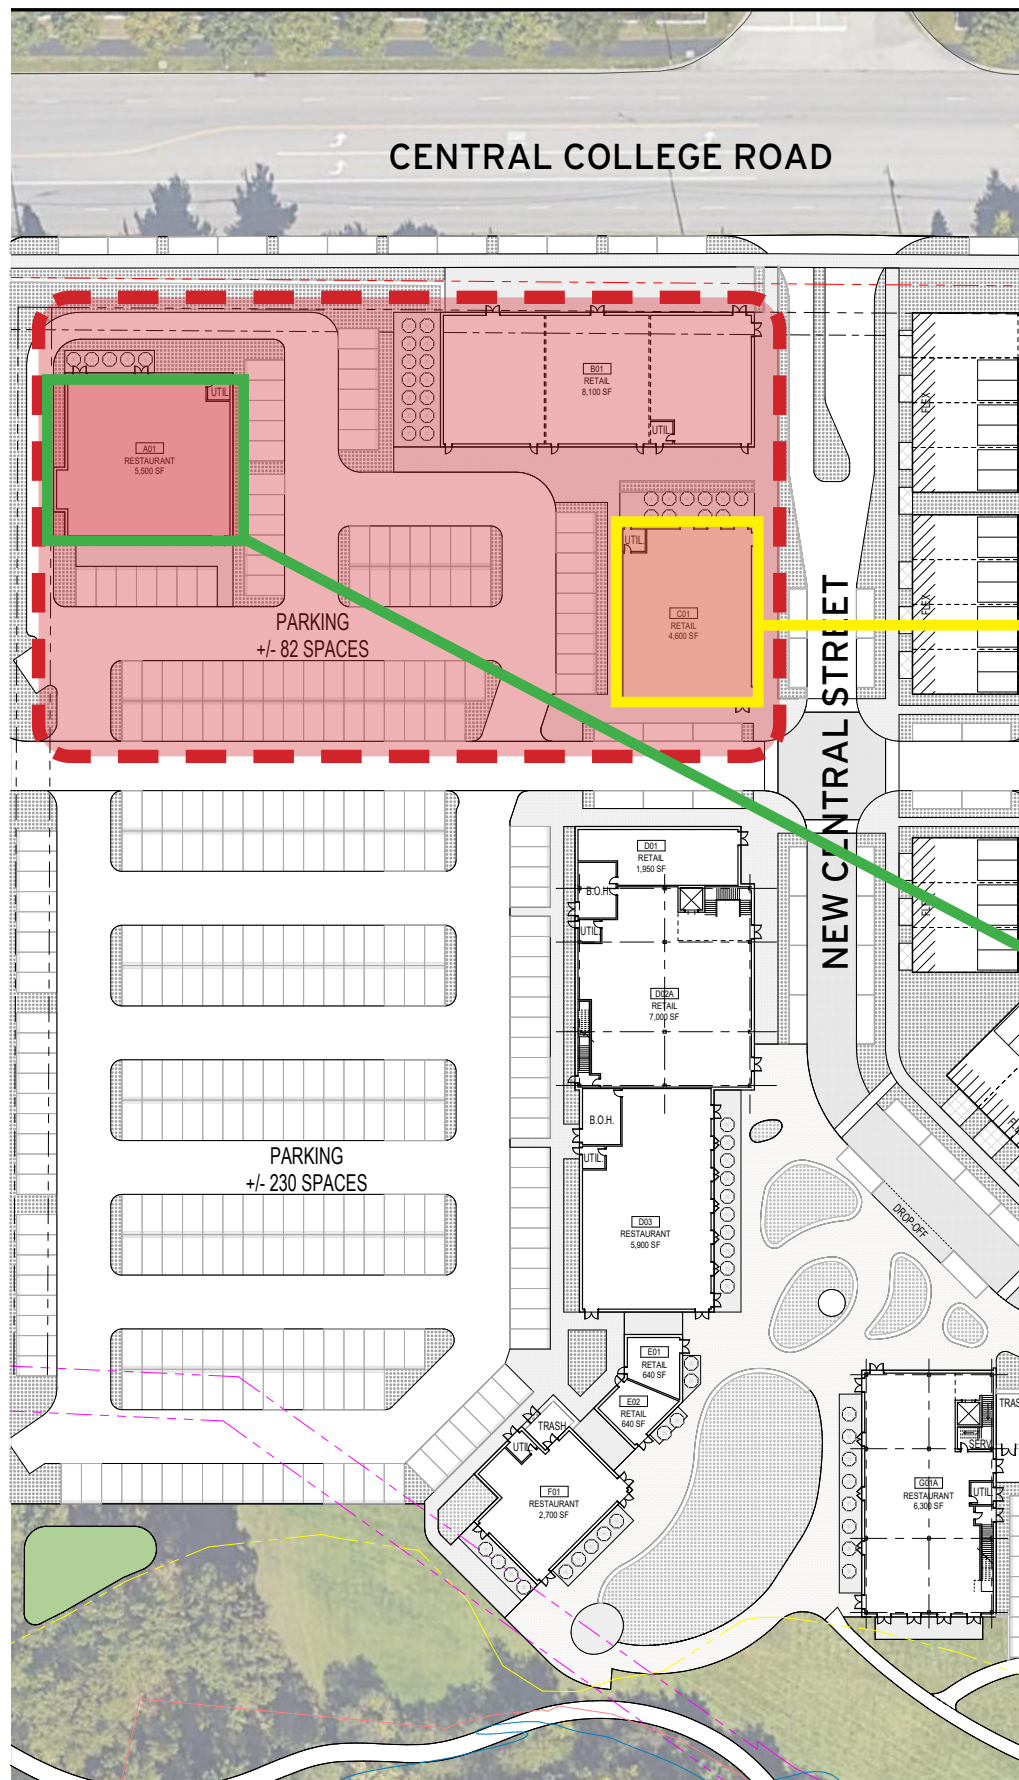 CENTRAL COLLEGE ROAD
B01
RETAIL
8,100 SF
UTIL
UTIL
A01
RESTAURANT
5,500 SF
FLEX
UTIL.
C01
RETAIL
4,600 SF
FLEX
PARKING
+/- 82 SPACES
NEW CENTRAL STREET
D01
RETAIL
1,950 SF
B.O.H.
UTIL.
D02A
RETAIL
7,000 SF
B.O.H.
UTIL
PARKING
+/- 230 SPACES
D03
RESTAURANT
5,900 SF
DROP-OFF
E01
RETAIL
640 SF
E02
RETAIL
640 SF
TRASH
UTIL
F01
RESTAURANT
2,700 SF
SERV
G01A
RESTAURANT
6,300 SF
UTIL